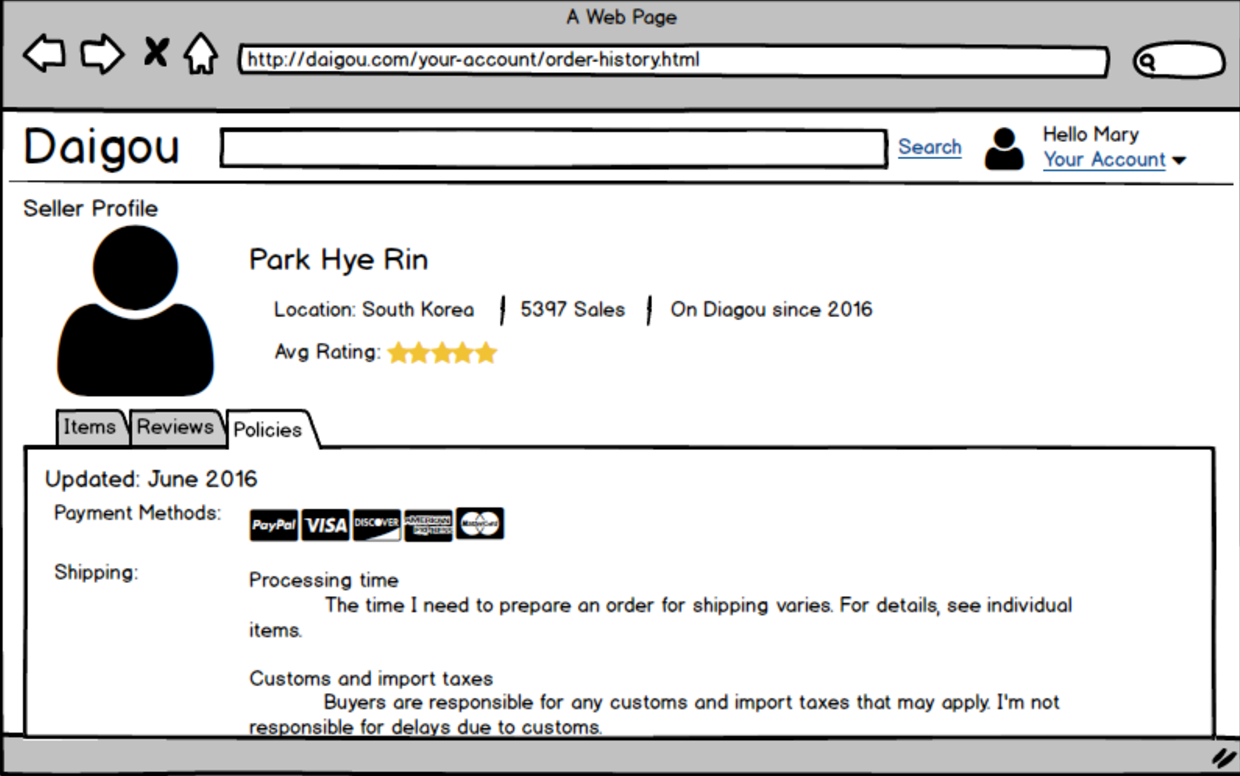 A Web Page
http://daigou.com/your-account/order-history.html
Daigou
Search
Hello Mary
Your Account
Seller Profile
Park Hye Rin
Location: South Korea
5397 Sales
On Diagou since 2016
Avg Rating:
Items
Reviews
Policies
Updated: June 2016
Payment Methods:
PayPal VISA DISCOVER AMERICAN EXPRESS MasterCard
Shipping:
Processing time
The time I need to prepare an order for shipping varies. For details, see individual
items.
Customs and import taxes
Buyers are responsible for any customs and import taxes that may apply. I'm not
responsible for delays due to customs.